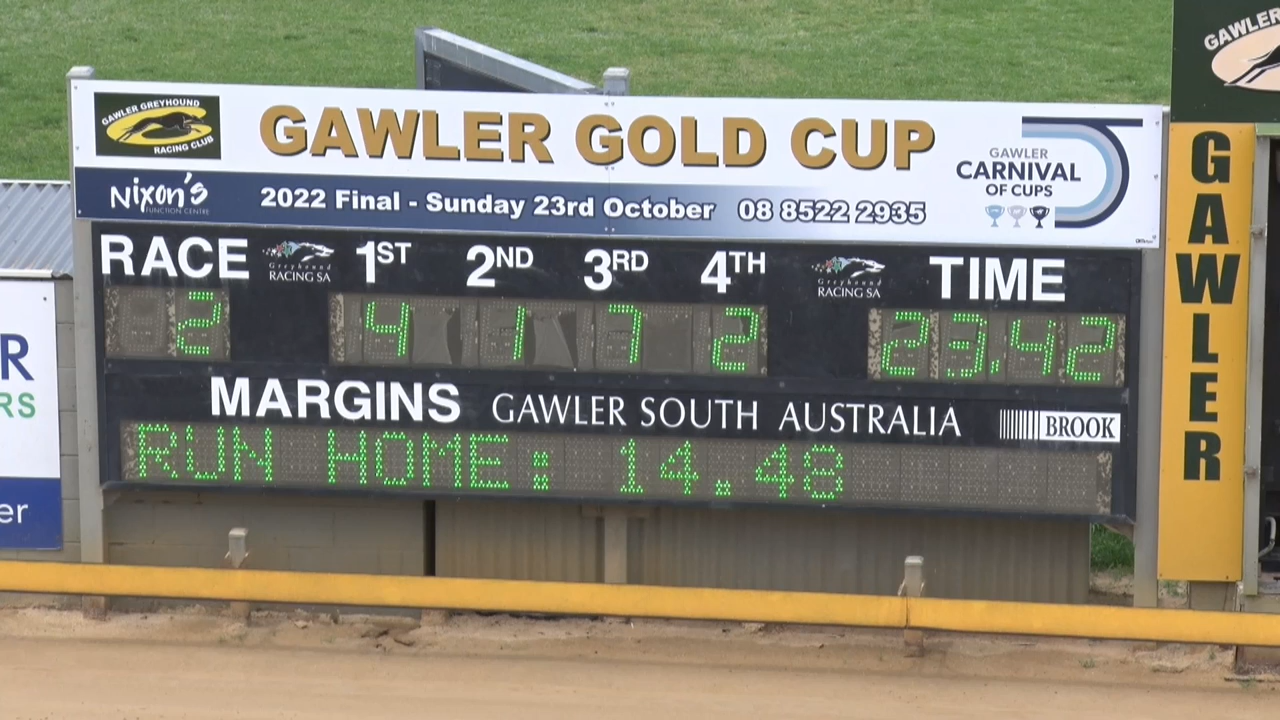 GAWLER GREYHOUND
RACING CLUB
GAWLER GOLD CUP
GAWLER
CARNIVAL
OF CUPS
Nixon's
FUNCTION CENTRE
2022 Final - Sunday 23rd October 08 8522 2935
RACE
Greyhound
RACING SA
1ST 2ND 3RD 4TH
Greyhound
RACING SA
TIME
2 4 1 7 2 23.42
MARGINS GAWLER SOUTH AUSTRALIA BROOK
RUN HOME: 14.48
GAWLER
GAWLER
R
RS
er